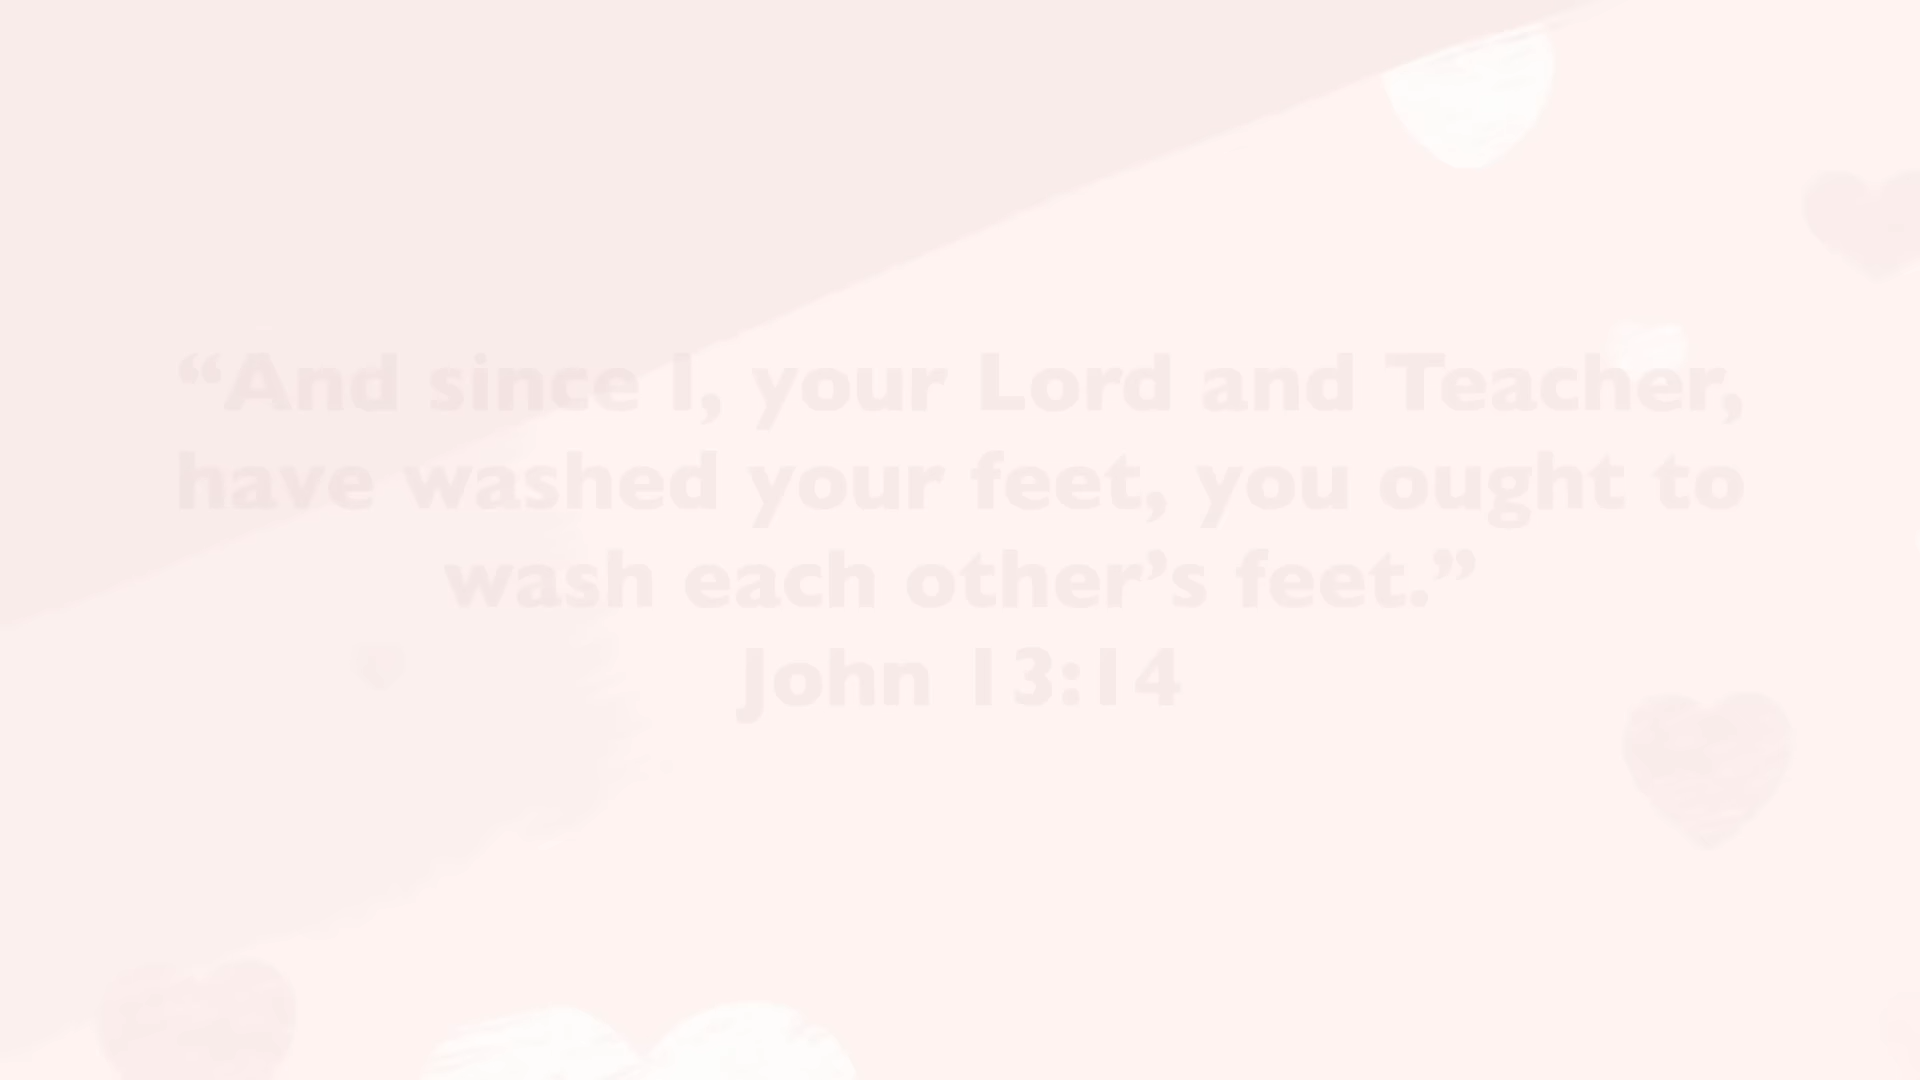 “And since I, your Lord and Teacher,
have washed your feet, you ought to
wash each other’s feet.”
John 13:14